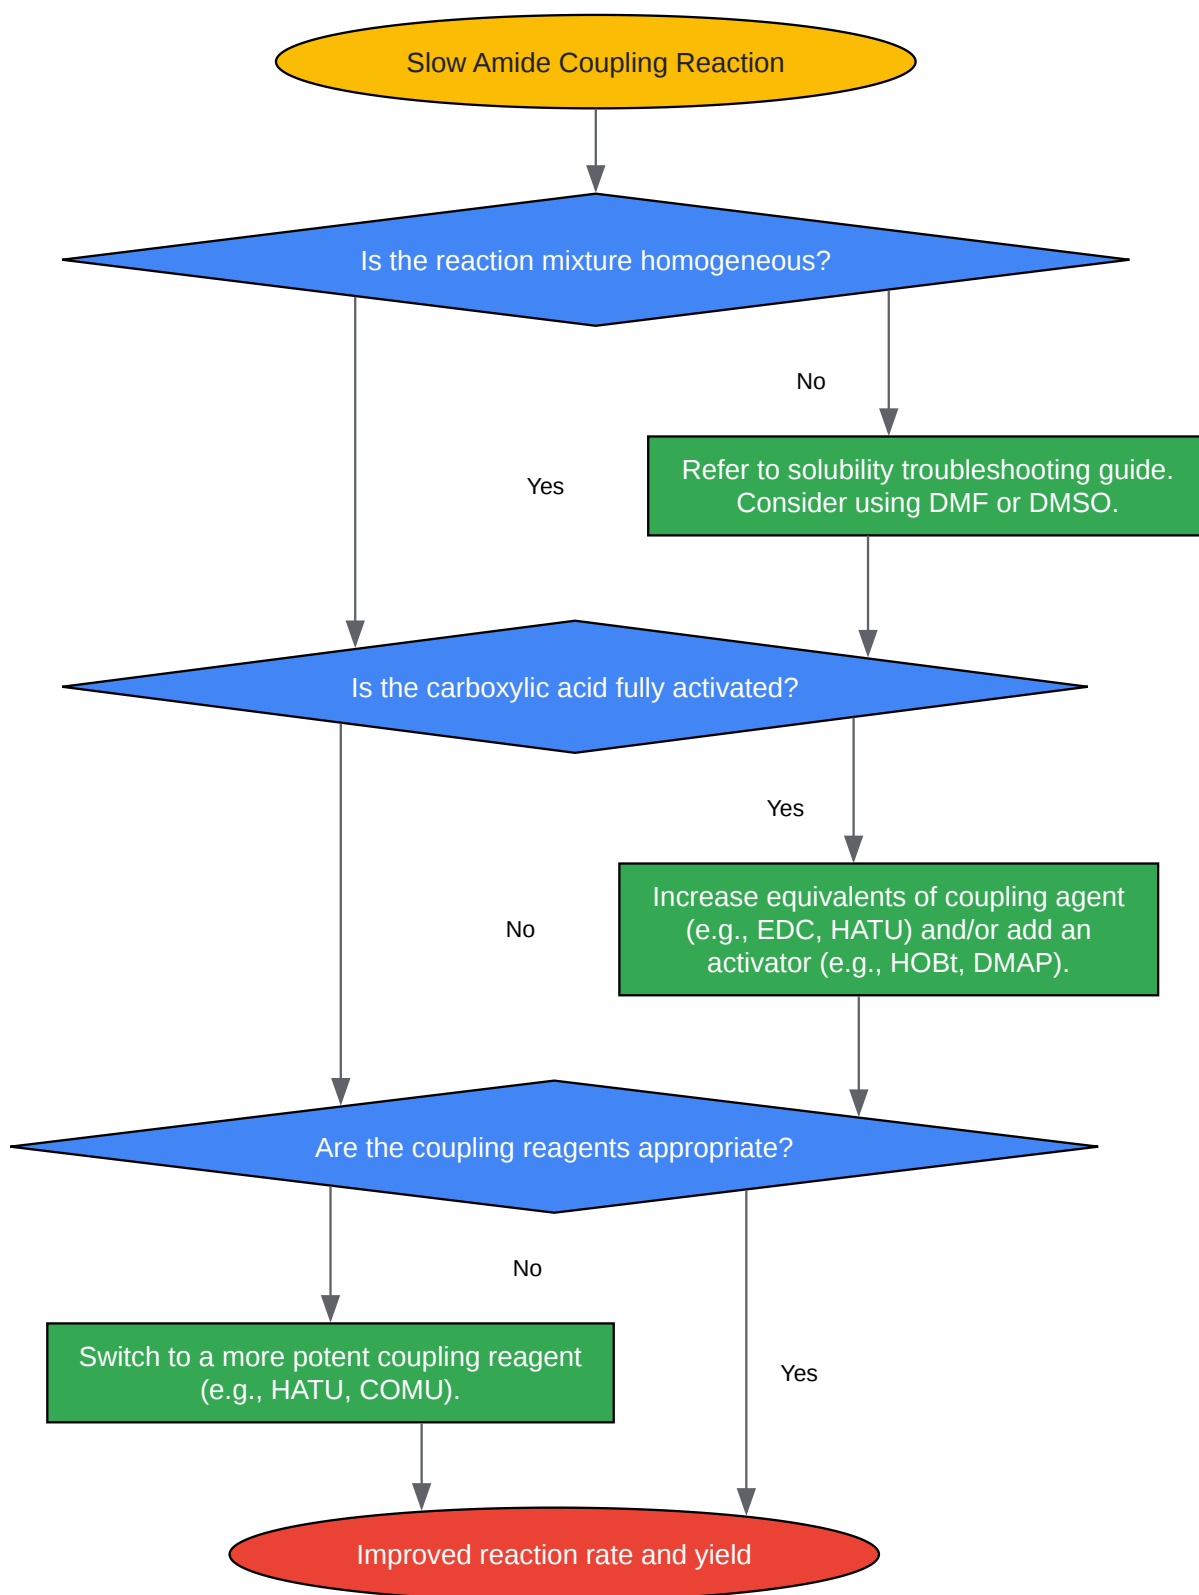 Slow Amide Coupling Reaction
Is the reaction mixture homogeneous?
No
Refer to solubility troubleshooting guide.
Consider using DMF or DMSO.
Yes
Is the carboxylic acid fully activated?
Yes
Increase equivalents of coupling agent
(e.g., EDC, HATU) and/or add an
activator (e.g., HOBt, DMAP).
No
Are the coupling reagents appropriate?
No
Switch to a more potent coupling reagent
(e.g., HATU, COMU).
Yes
Improved reaction rate and yield